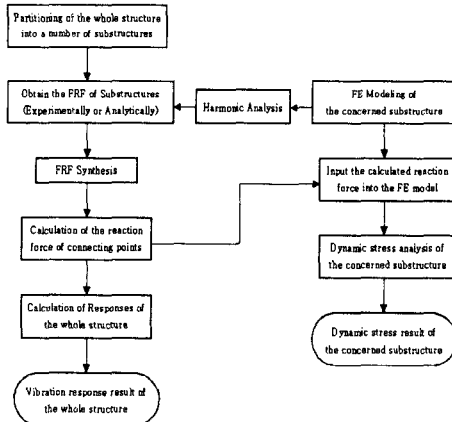 Partitioning of the whole structure
into a number of substructures
Obtain the FRF of Substructures
(Experimentally or Analytically)
Harmonic Analysis
FE Modeling of
the concerned substructure
FRF Synthesis
Input the calculated reaction
force into the FE model
Calculation of the reaction
force of connecting points
Dynamic stress analysis of
the concerned substructure
Calculation of Responses of
the whole structure
Dynamic stress result of
the concerned substructure
Vibration response result of
the whole structure